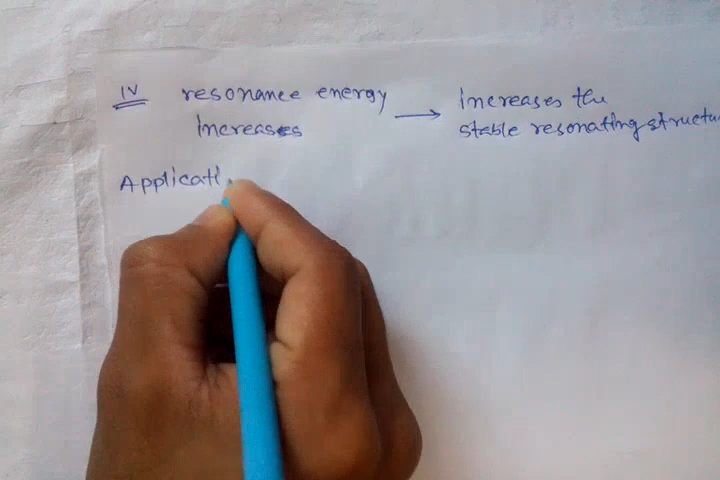 IV resonance energy → increases the
increases stable resonating structu
Applicati